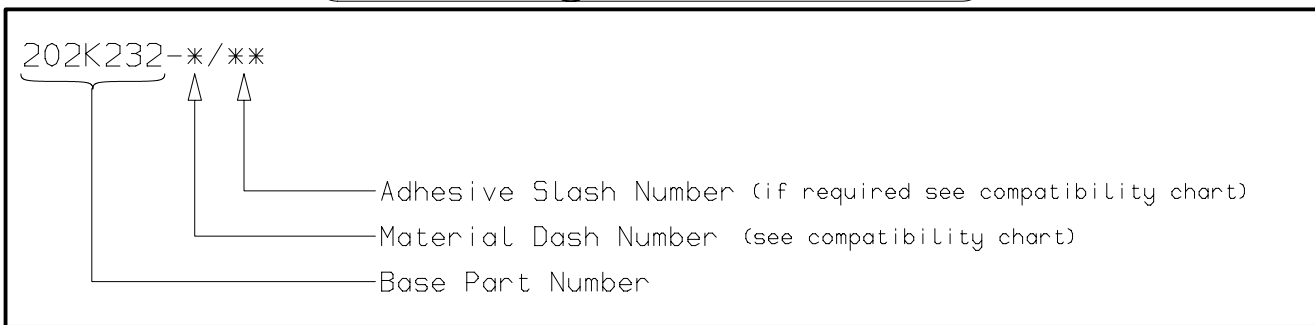 202K232-*/**
Adhesive Slash Number (if required see compatibility chart)
Material Dash Number (see compatibility chart)
Base Part Number